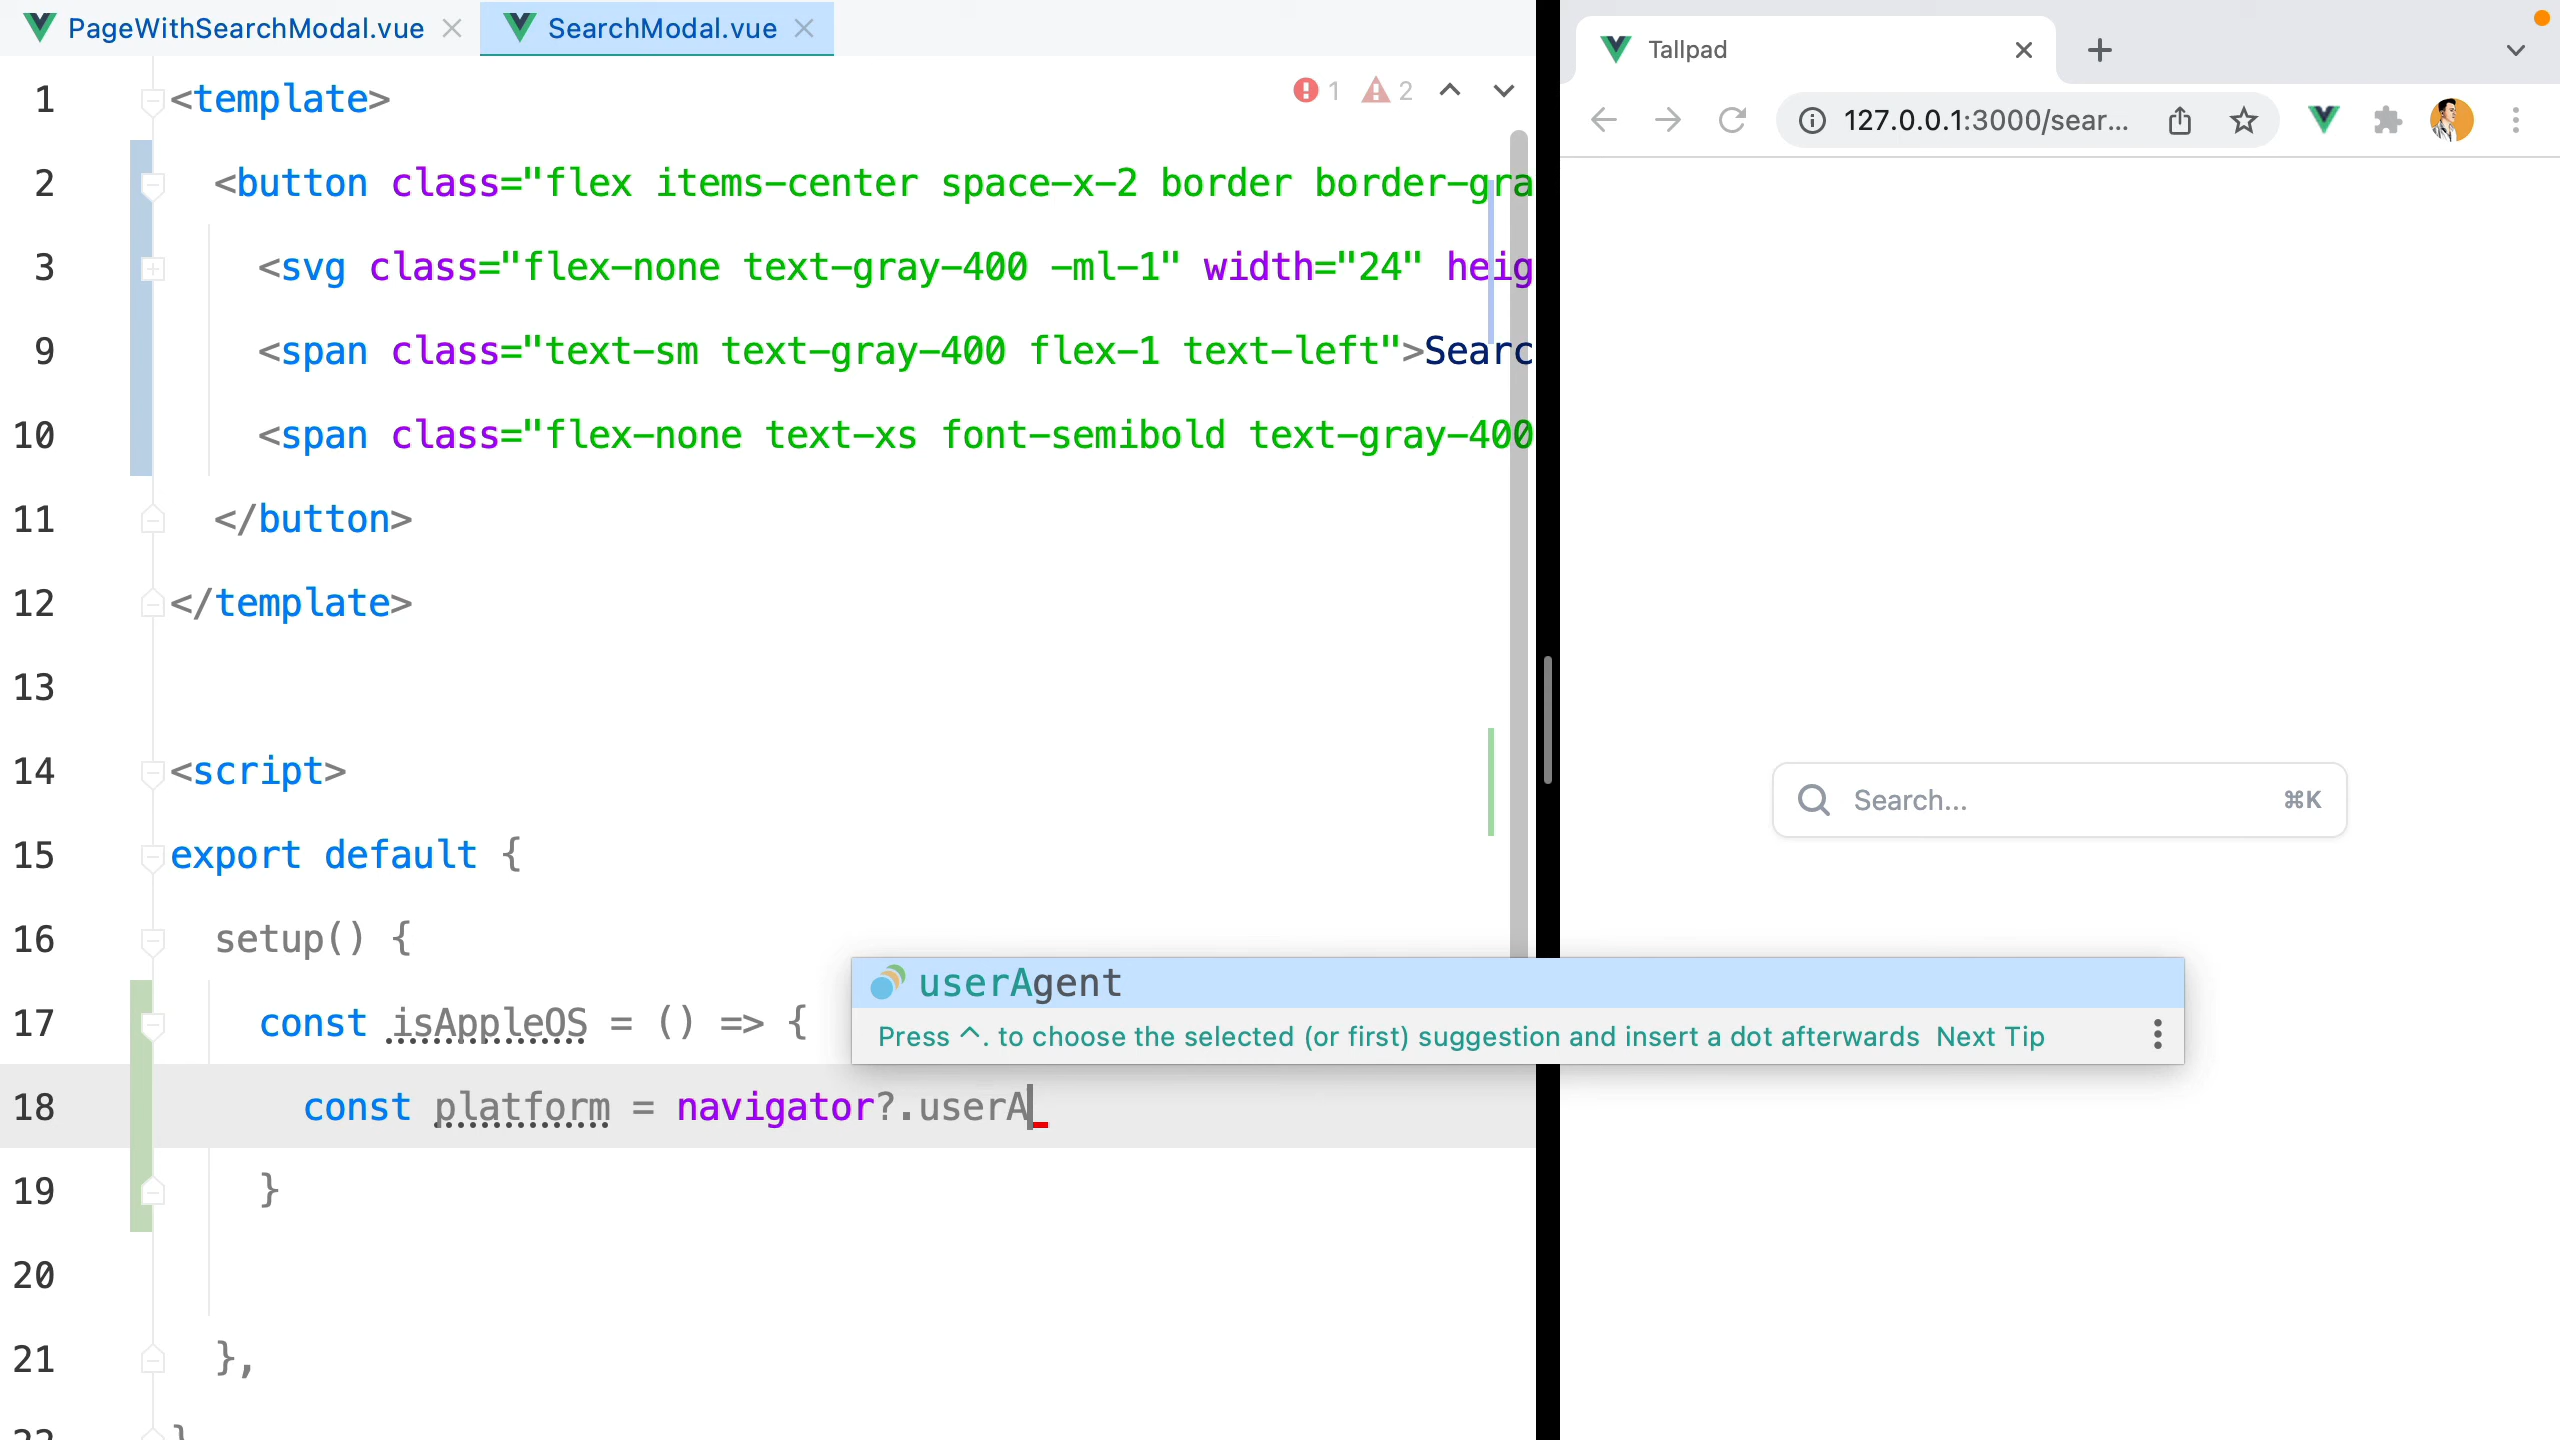 PageWithSearchModal.vue
SearchModal.vue
1 <template>
1 2
2 <button class="flex items-center space-x-2 border border-gra
3 <svg class="flex-none text-gray-400 -ml-1" width="24" heig
9 <span class="text-sm text-gray-400 flex-1 text-left">Searc
10 <span class="flex-none text-xs font-semibold text-gray-400
11 </button>
12 </template>
13
14 <script>
15 export default {
16 setup() {
17 const isAppleOS = () => {
18 const platform = navigator?.userA
19 }
20
21 },
22 }
userAgent
Press ^. to choose the selected (or first) suggestion and insert a dot afterwards Next Tip
Tallpad
127.0.0.1:3000/sear...
Search...
⌘K